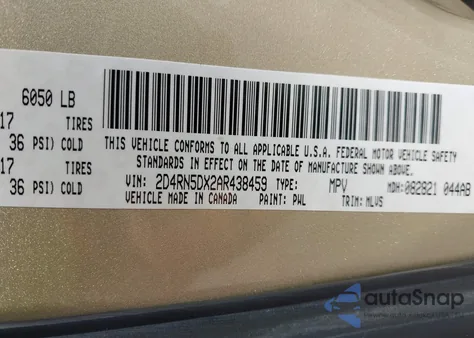 6050 LB
17 TIRES
36 PSI) COLD
17 TIRES
36 PSI) COLD
THIS VEHICLE CONFORMS TO ALL APPLICABLE U.S.A. FEDERAL MOTOR VEHICLE SAFETY
STANDARDS IN EFFECT ON THE DATE OF MANUFACTURE SHOWN ABOVE.
VIN: 2D4RN5DX2AR438459 TYPE: MPV MDH: 082821 044AB
VEHICLE MADE IN CANADA PAINT: PWL TRIM: MLVS
autoSnap